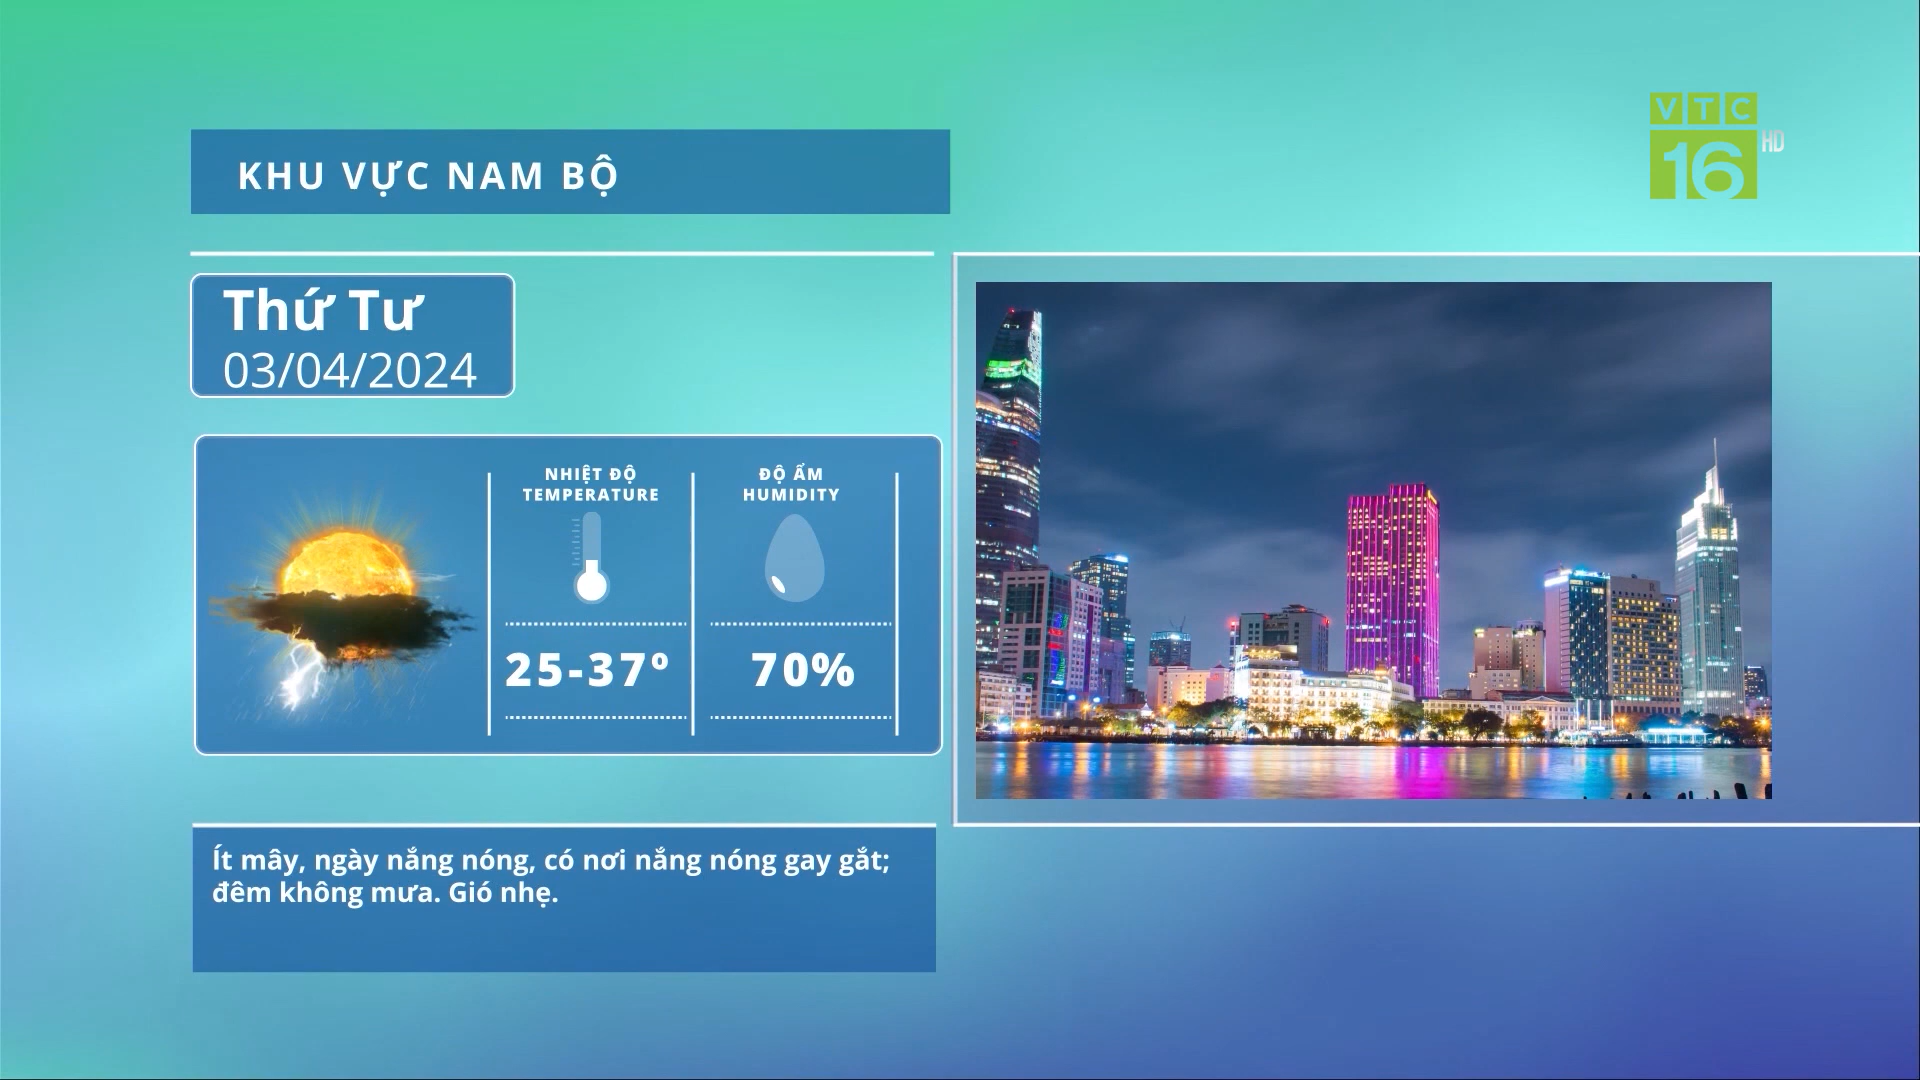 VTC
16 HD
KHU VỰC NAM BỘ
Thứ Tư
03/04/2024
NHIỆT ĐỘ
TEMPERATURE
25-37º
ĐỘ ẨM
HUMIDITY
70%
Ít mây, ngày nắng nóng, có nơi nắng nóng gay gắt;
đêm không mưa. Gió nhẹ.